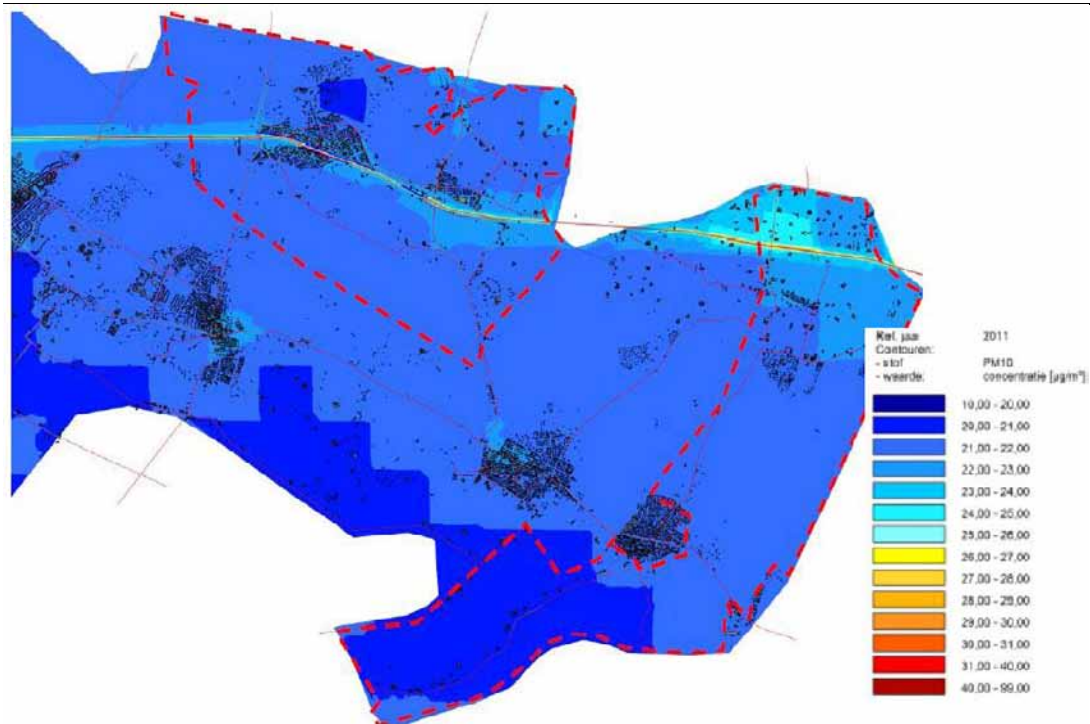 Ref. jaar 2011
Contouren:
- stof PM10
- waarde: concentratie [µg/m³]
19,00 - 20,00
20,00 - 21,00
21,00 - 22,00
22,00 - 23,00
23,00 - 24,00
24,00 - 25,00
25,00 - 26,00
26,00 - 27,00
27,00 - 28,00
28,00 - 29,00
29,00 - 30,00
30,00 - 31,00
31,00 - 40,00
40,00 - 99,00